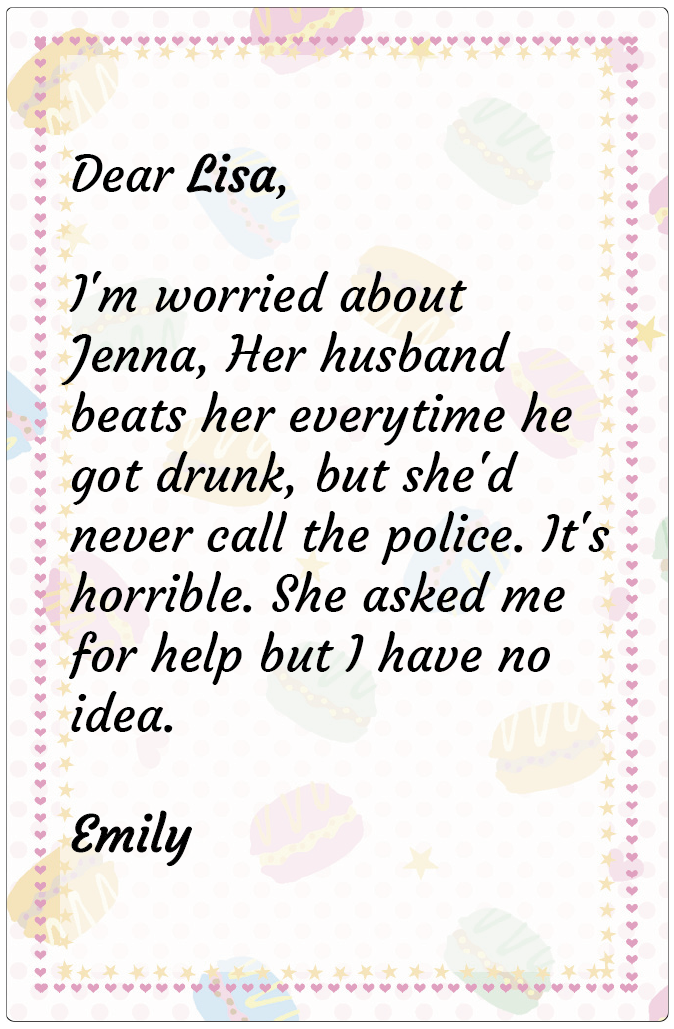 Dear Lisa,
I'm worried about
Jenna, Her husband
beats her everytime he
got drunk, but she'd
never call the police. It's
horrible. She asked me
for help but I have no
idea.
Emily